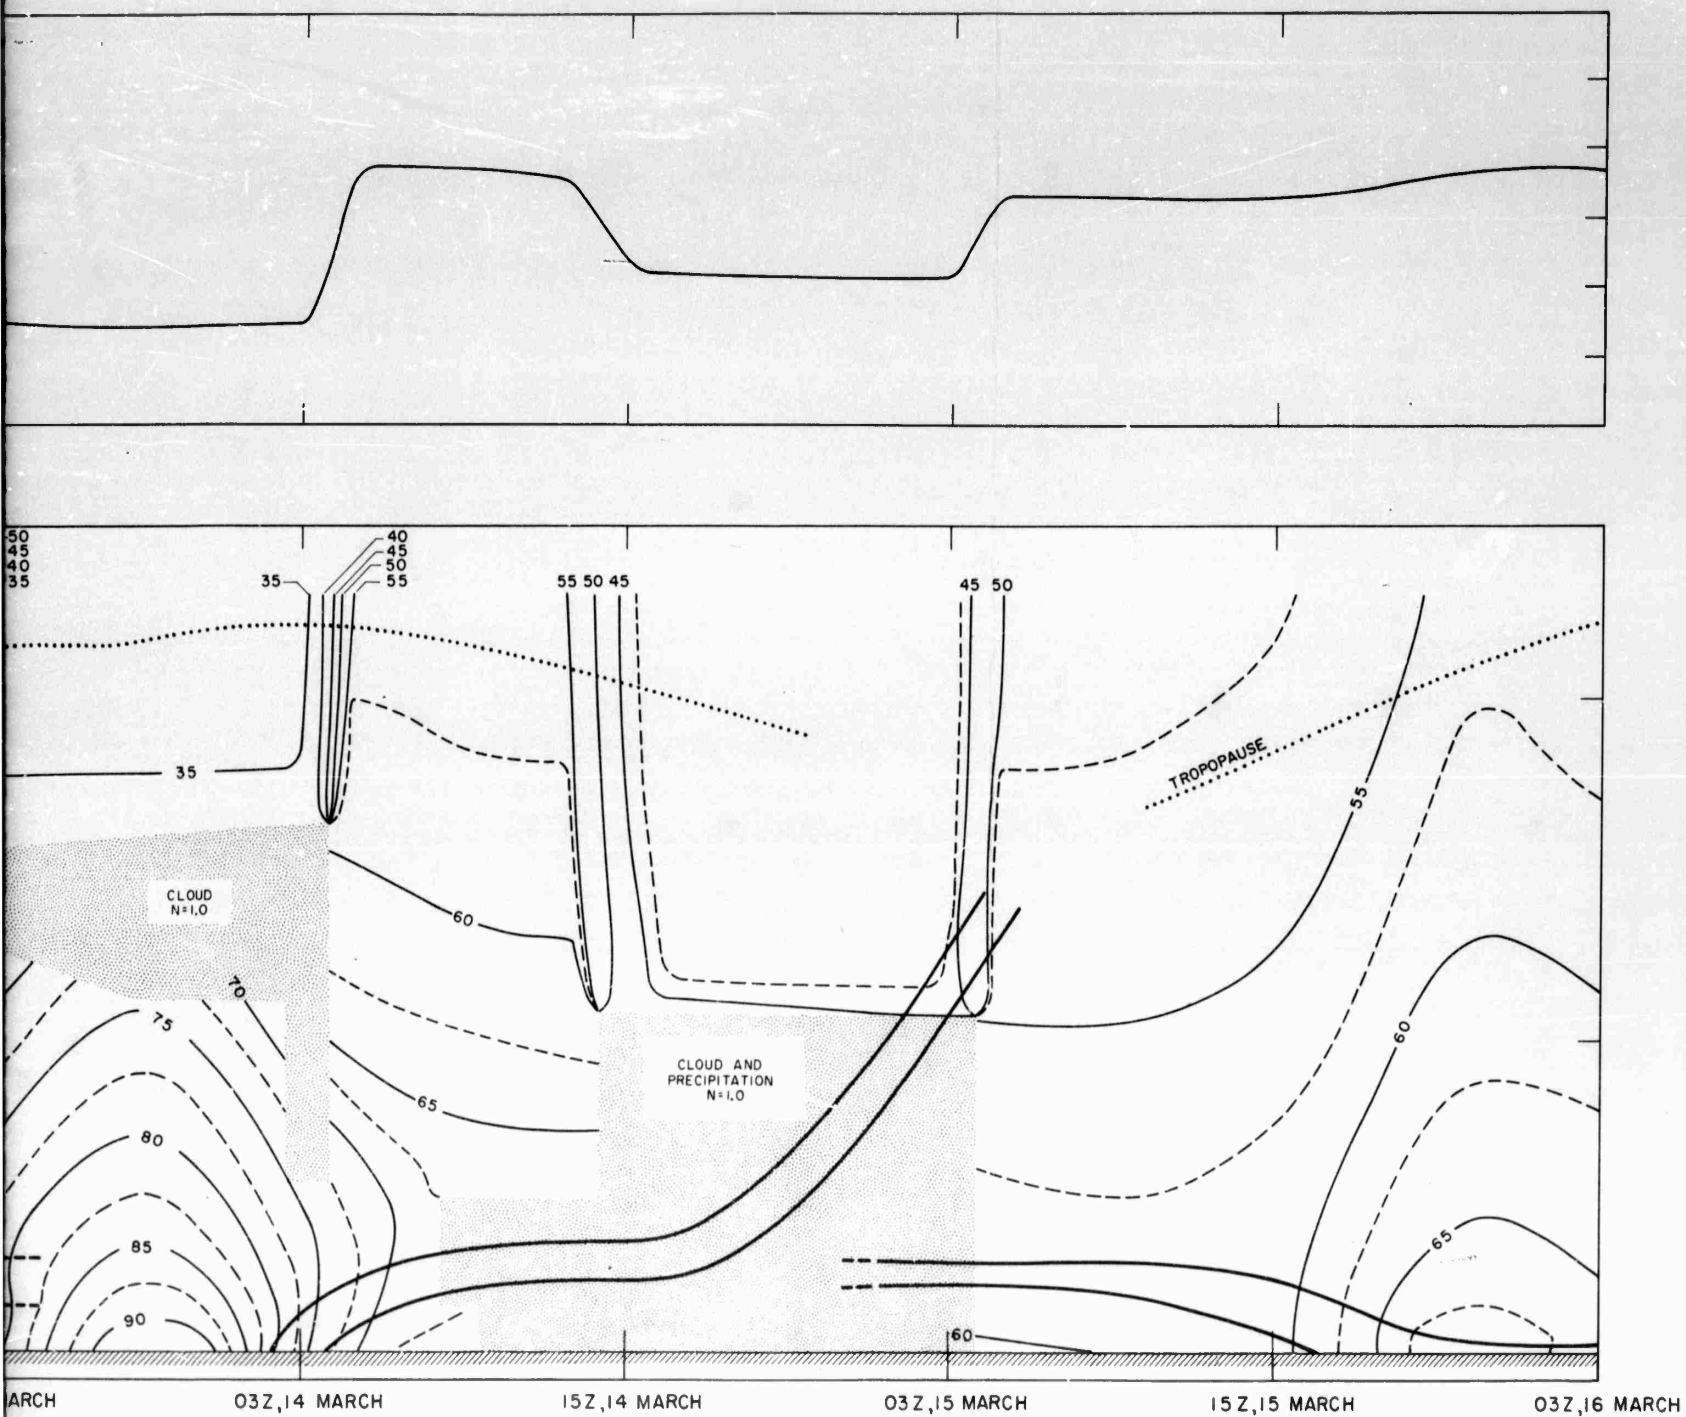 50
45
40
35
35
40
45
50
55
55 50 45
45 50
35
TROPOPAUSE
55
CLOUD
N=1.0
60
70
75
60
CLOUD AND
PRECIPITATION
N=1.0
65
80
85
65
90
60
ARCH
03Z,14 MARCH
15Z,14 MARCH
03Z,15 MARCH
15Z,15 MARCH
03Z,16 MARCH